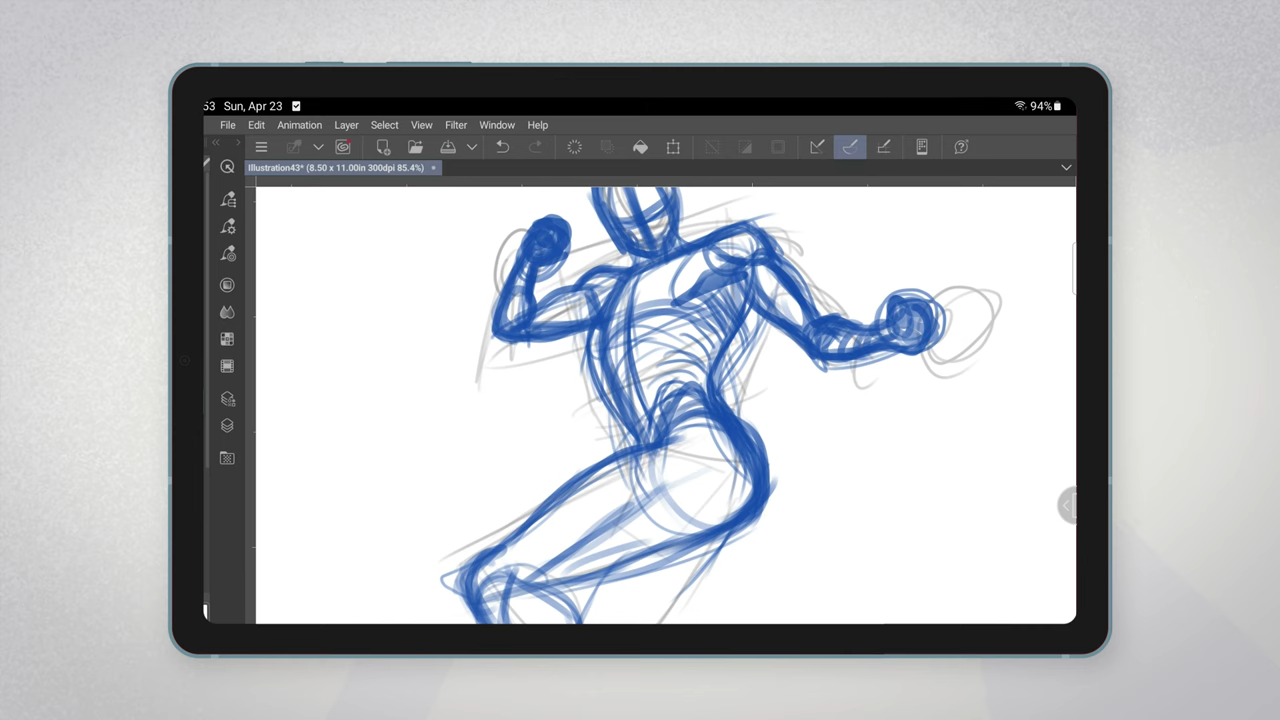 53 Sun, Apr 23 94%
File Edit Animation Layer Select View Filter Window Help
Illustration43* (8.50 x 11.00in 300dpi 85.4%)